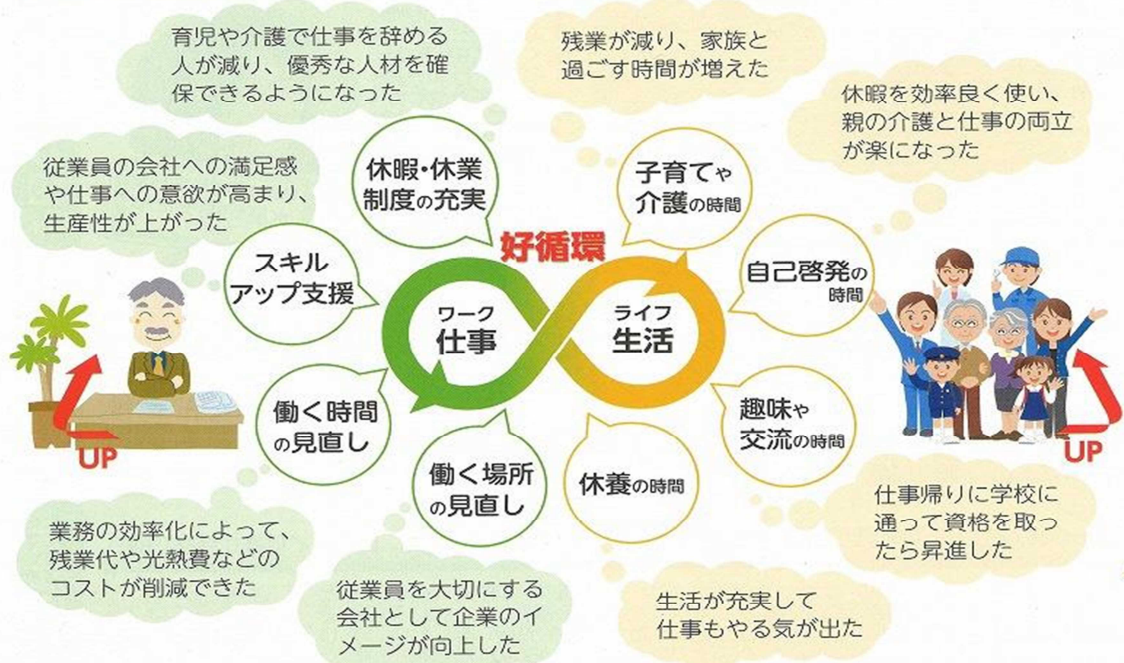 育児や介護で仕事を辞める
人が減り、優秀な人材を確
保できるようになった
残業が減り、家族と
過ごす時間が増えた
休暇を効率良く使い、
親の介護と仕事の両立
が楽になった
従業員の会社への満足感
や仕事への意欲が高まり、
生産性が上がった
休暇・休業
制度の充実
子育てや
介護の時間
好循環
スキル
アップ支援
自己啓発の
時間
ワーク
仕事
ライフ
生活
働く時間
の見直し
趣味や
交流の時間
働く場所
の見直し
休養の時間
UP
UP
業務の効率化によって、
残業代や光熱費などの
コストが削減できた
仕事帰りに学校に
通って資格を取っ
たら昇進した
従業員を大切にする
会社として企業のイ
メージが向上した
生活が充実して
仕事もやる気が出た